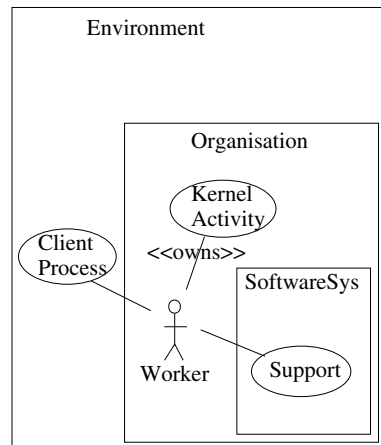 Environment
Organisation
Kernel
Activity
<<owns>>
Client
Process
SoftwareSys
Support
Worker